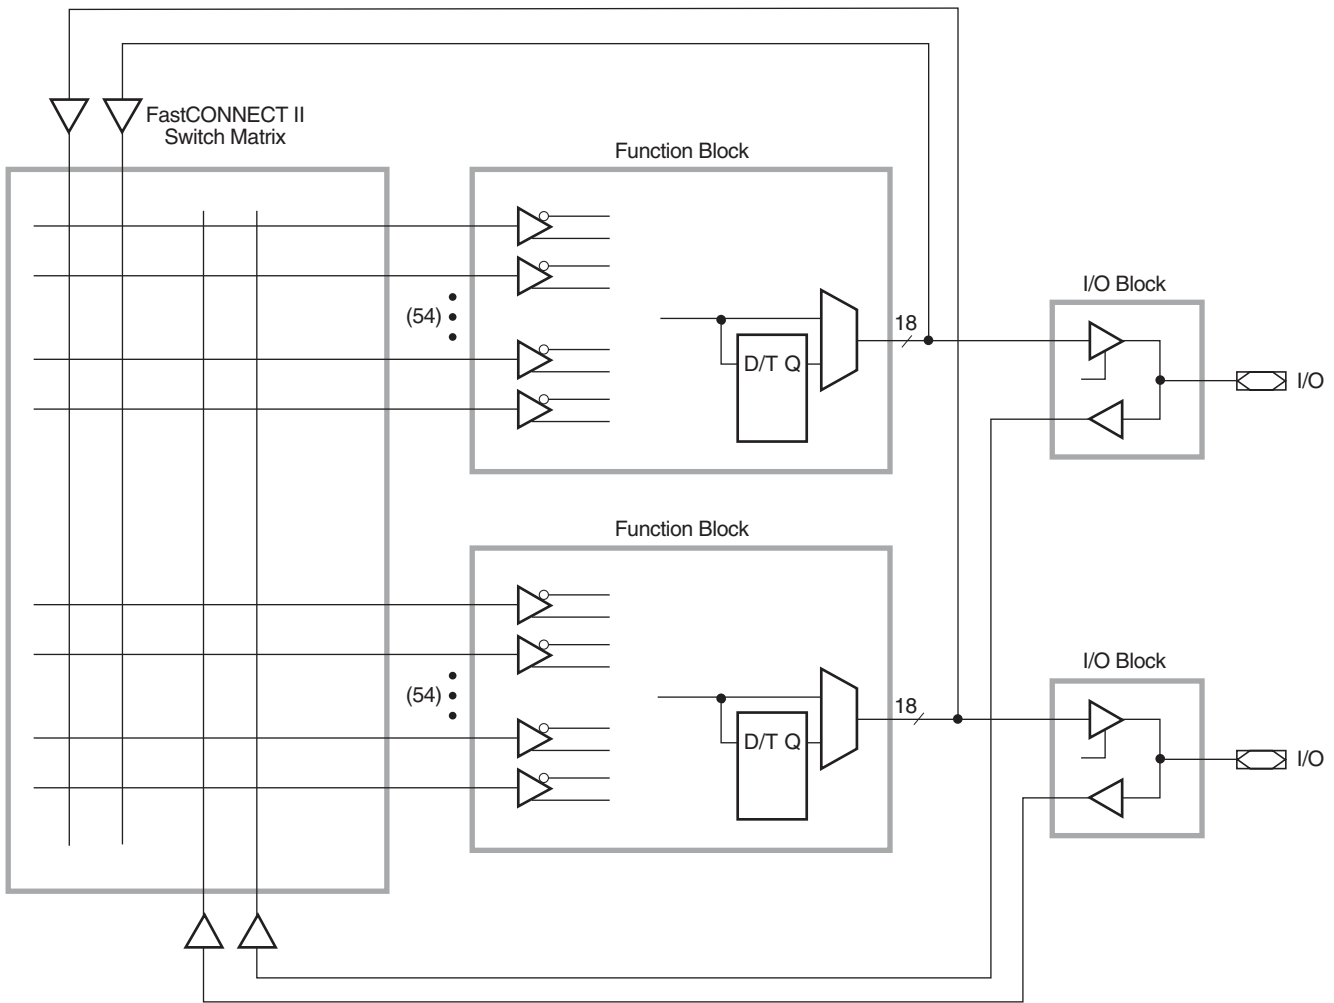 FastCONNECT II
Switch Matrix
Function Block
(54)
D/T Q
18
I/O Block
I/O
Function Block
(54)
D/T Q
18
I/O Block
I/O